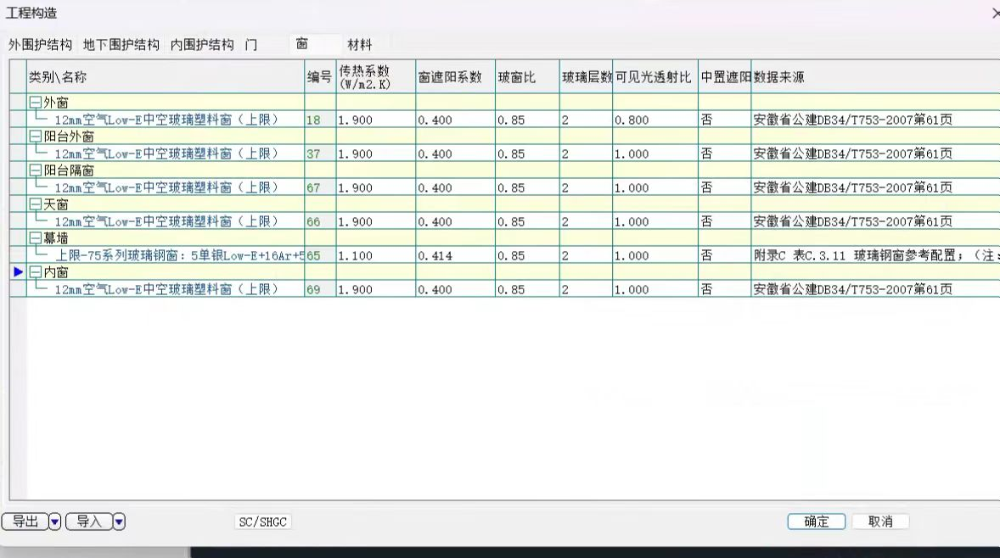 工程构造
外围护结构 地下围护结构 内围护结构 门 窗 材料
类别\名称 编号 传热系数 (W/m2.K) 窗遮阳系数 玻窗比 玻璃层数 可见光透射比 中置遮阳 数据来源
外窗
12mm空气Low-E中空玻璃塑料窗（上限） 18 1.900 0.400 0.85 2 0.800 否 安徽省公建DB34/T753-2007第61页
阳台外窗
12mm空气Low-E中空玻璃塑料窗（上限） 37 1.900 0.400 0.85 2 1.000 否 安徽省公建DB34/T753-2007第61页
阳台隔窗
12mm空气Low-E中空玻璃塑料窗（上限） 67 1.900 0.400 0.85 2 1.000 否 安徽省公建DB34/T753-2007第61页
天窗
12mm空气Low-E中空玻璃塑料窗（上限） 66 1.900 0.400 0.85 2 1.000 否 安徽省公建DB34/T753-2007第61页
幕墙
上限-75系列玻璃钢窗：5单银Low-E+16Ar+5 65 1.100 0.414 0.85 2 1.000 否 附录C 表C.3.11 玻璃钢窗参考配置；（注：
内窗
12mm空气Low-E中空玻璃塑料窗（上限） 69 1.900 0.400 0.85 2 1.000 否 安徽省公建DB34/T753-2007第61页
导出 导入 SC/SHGC 确定 取消